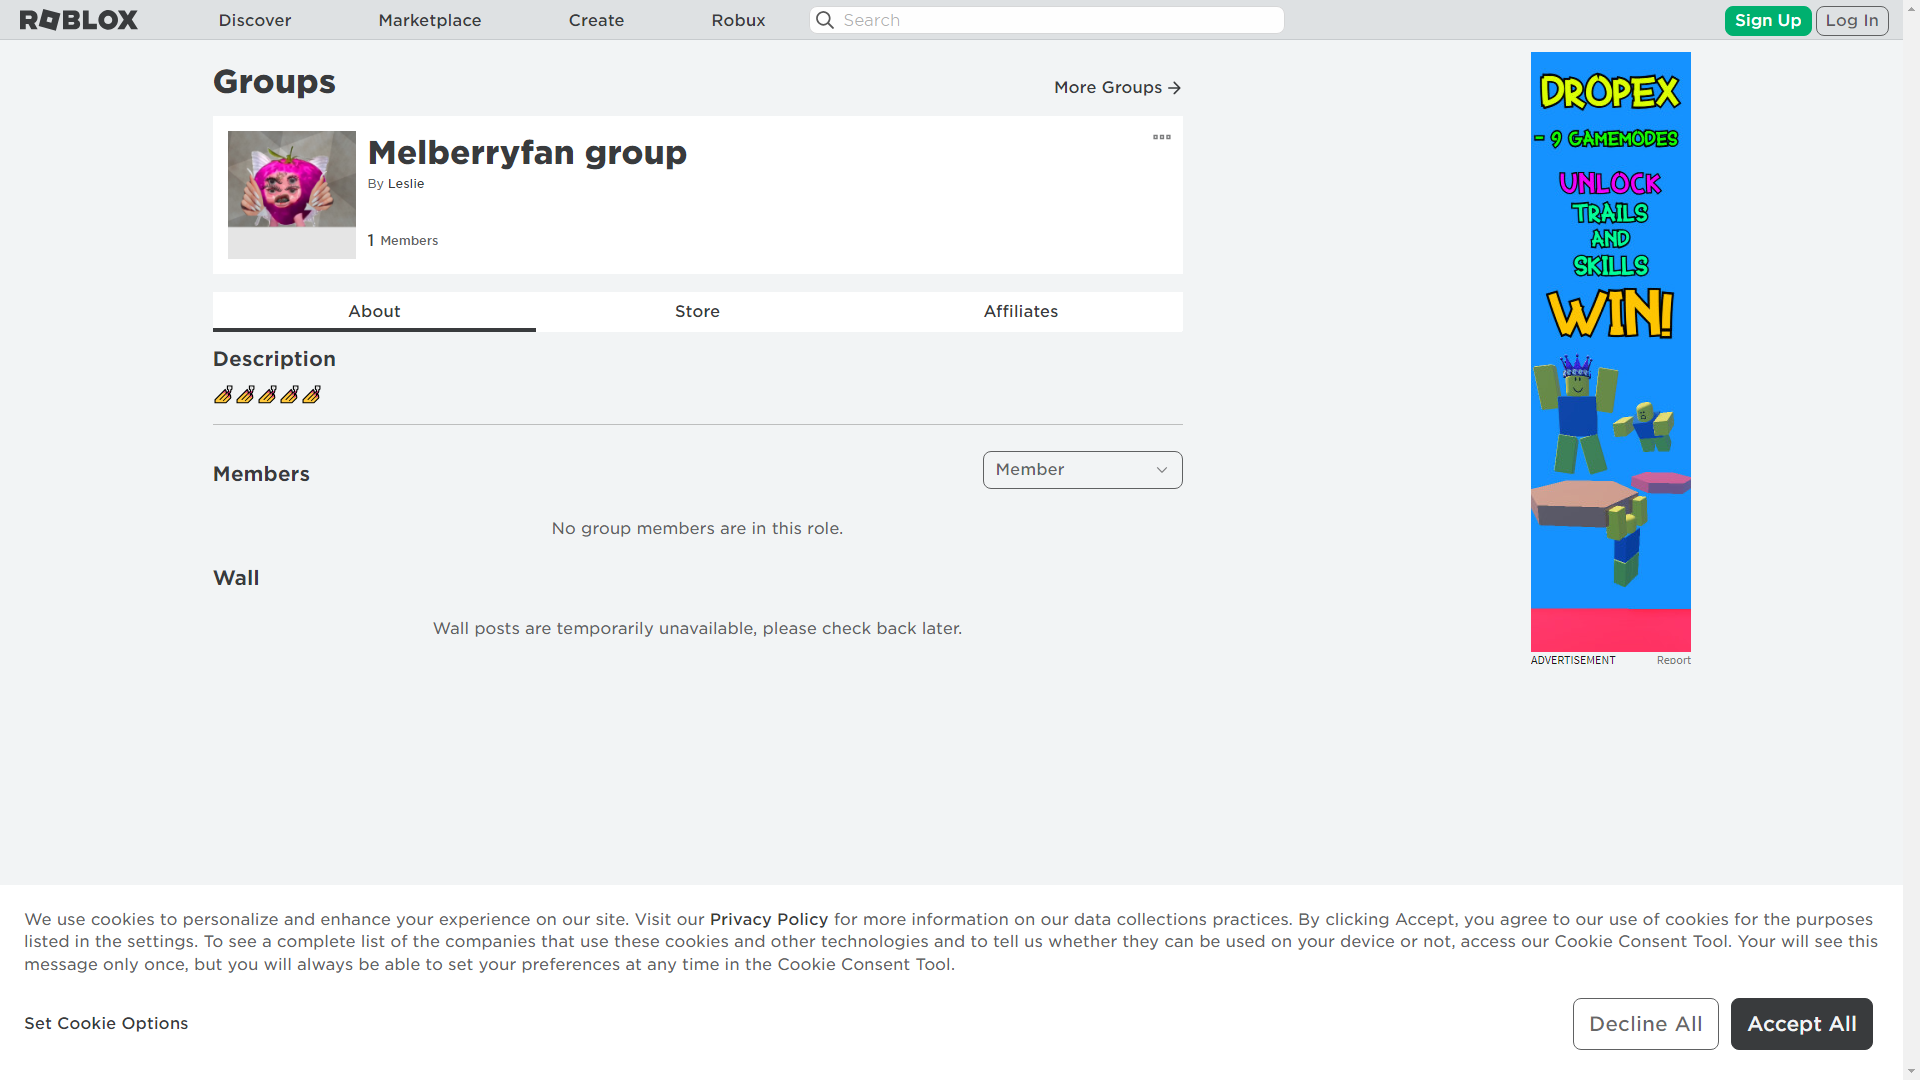 ROBLOX
Discover
Marketplace
Create
Robux
Search
Sign Up
Log In
Groups
More Groups
Melberryfan group
By Leslie
1 Members
About
Store
Affiliates
Description
💅💅💅💅💅
Members
Member
No group members are in this role.
Wall
Wall posts are temporarily unavailable, please check back later.
DROPEX
- 9 GAMEMODES
UNLOCK
TRAILS
AND
SKILLS
WIN!
ADVERTISEMENT
Report
We use cookies to personalize and enhance your experience on our site. Visit our Privacy Policy for more information on our data collections practices. By clicking Accept, you agree to our use of cookies for the purposes
listed in the settings. To see a complete list of the companies that use these cookies and other technologies and to tell us whether they can be used on your device or not, access our Cookie Consent Tool. Your will see this
message only once, but you will always be able to set your preferences at any time in the Cookie Consent Tool.
Set Cookie Options
Decline All
Accept All